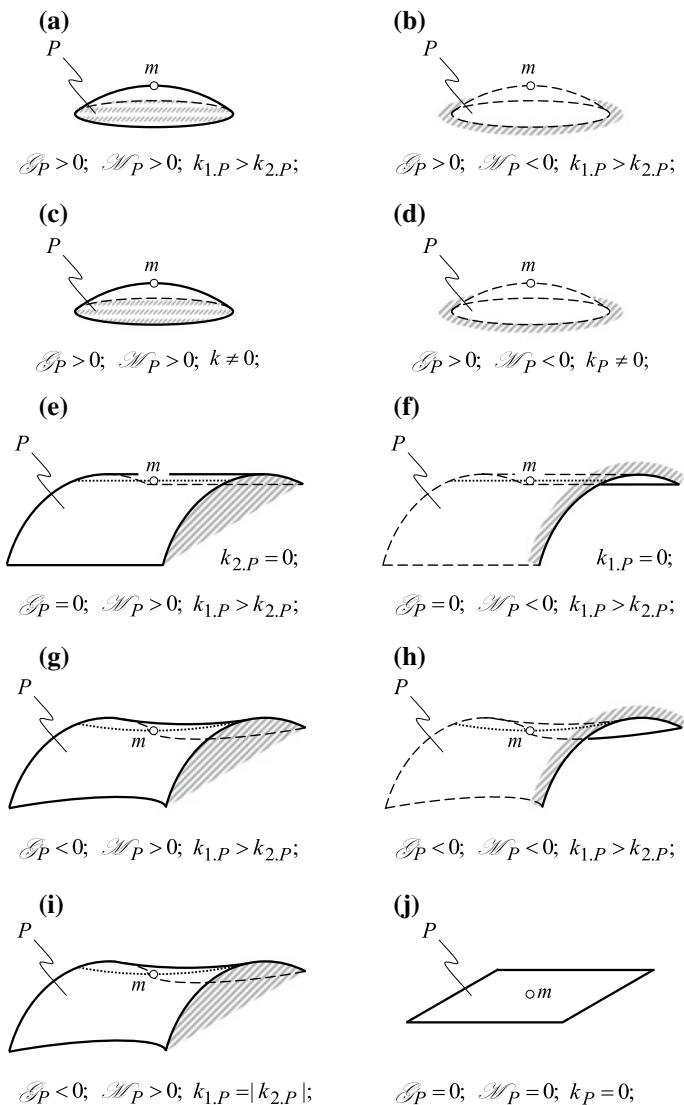 (a) (b)
P m P m
𝒢P > 0; ℳP > 0; k1.P > k2.P; 𝒢P > 0; ℳP < 0; k1.P > k2.P;
(c) (d)
P m P m
𝒢P > 0; ℳP > 0; k ≠ 0; 𝒢P > 0; ℳP < 0; kP ≠ 0;
(e) (f)
P m P m
k2.P = 0; k1.P = 0;
𝒢P = 0; ℳP > 0; k1.P > k2.P; 𝒢P = 0; ℳP < 0; k1.P > k2.P;
(g) (h)
P m P m
𝒢P < 0; ℳP > 0; k1.P > k2.P; 𝒢P < 0; ℳP < 0; k1.P > k2.P;
(i) (j)
P m P m
𝒢P < 0; ℳP > 0; k1.P = |k2.P|; 𝒢P = 0; ℳP = 0; kP = 0;